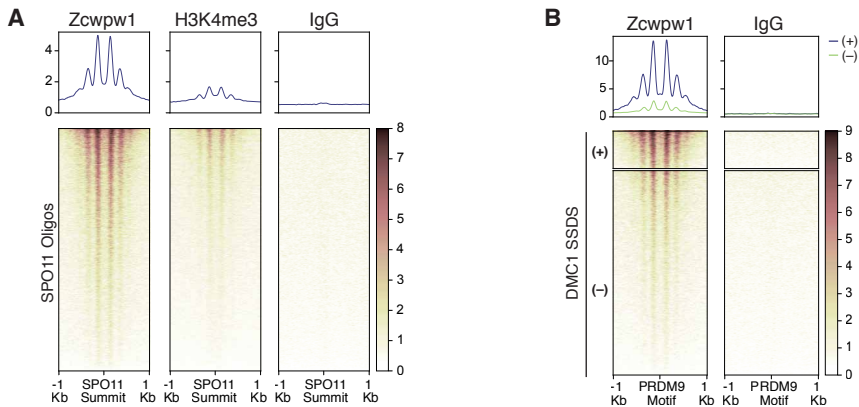 A
Zcwpw1
H3K4me3
IgG
4
2
0
SPO11 Oligos
8
7
6
5
4
3
2
1
0
-1 Kb
SPO11 Summit
1 Kb
-1 Kb
SPO11 Summit
1 Kb
-1 Kb
SPO11 Summit
1 Kb
B
Zcwpw1
IgG
(+)
(−)
10
5
0
DMC1 SSDS
(+)
(−)
9
8
7
6
5
4
3
2
1
0
-1 Kb
PRDM9 Motif
1 Kb
-1 Kb
PRDM9 Motif
1 Kb